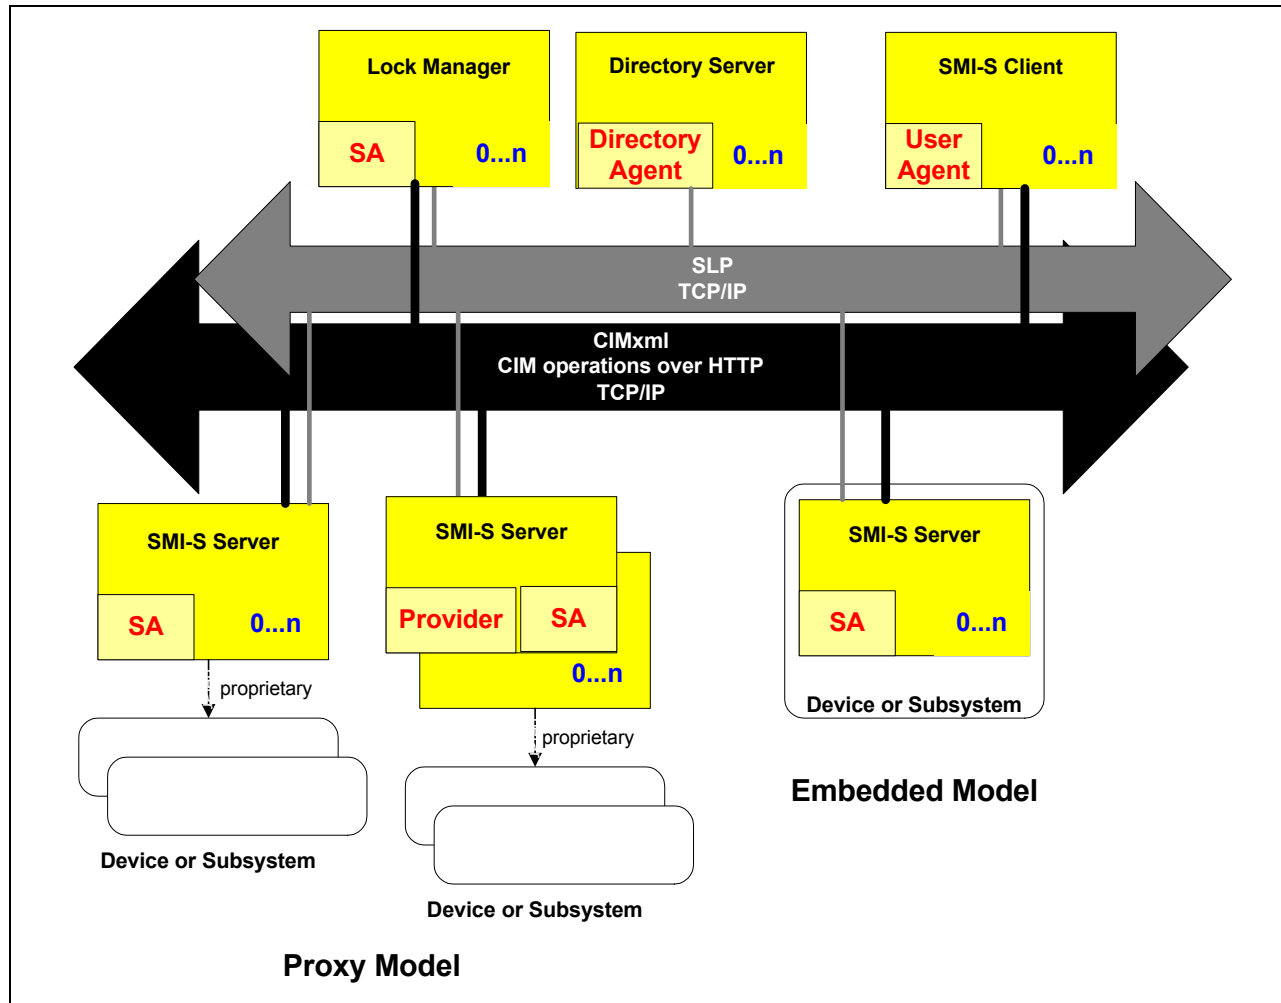 Lock Manager
SA
0...n
Directory Server
Directory
Agent
0...n
SMI-S Client
User
Agent
0...n
SLP
TCP/IP
CIMxml
CIM operations over HTTP
TCP/IP
SMI-S Server
SA
0...n
proprietary
Device or Subsystem
SMI-S Server
Provider
SA
0...n
proprietary
Device or Subsystem
Proxy Model
SMI-S Server
SA
0...n
Device or Subsystem
Embedded Model